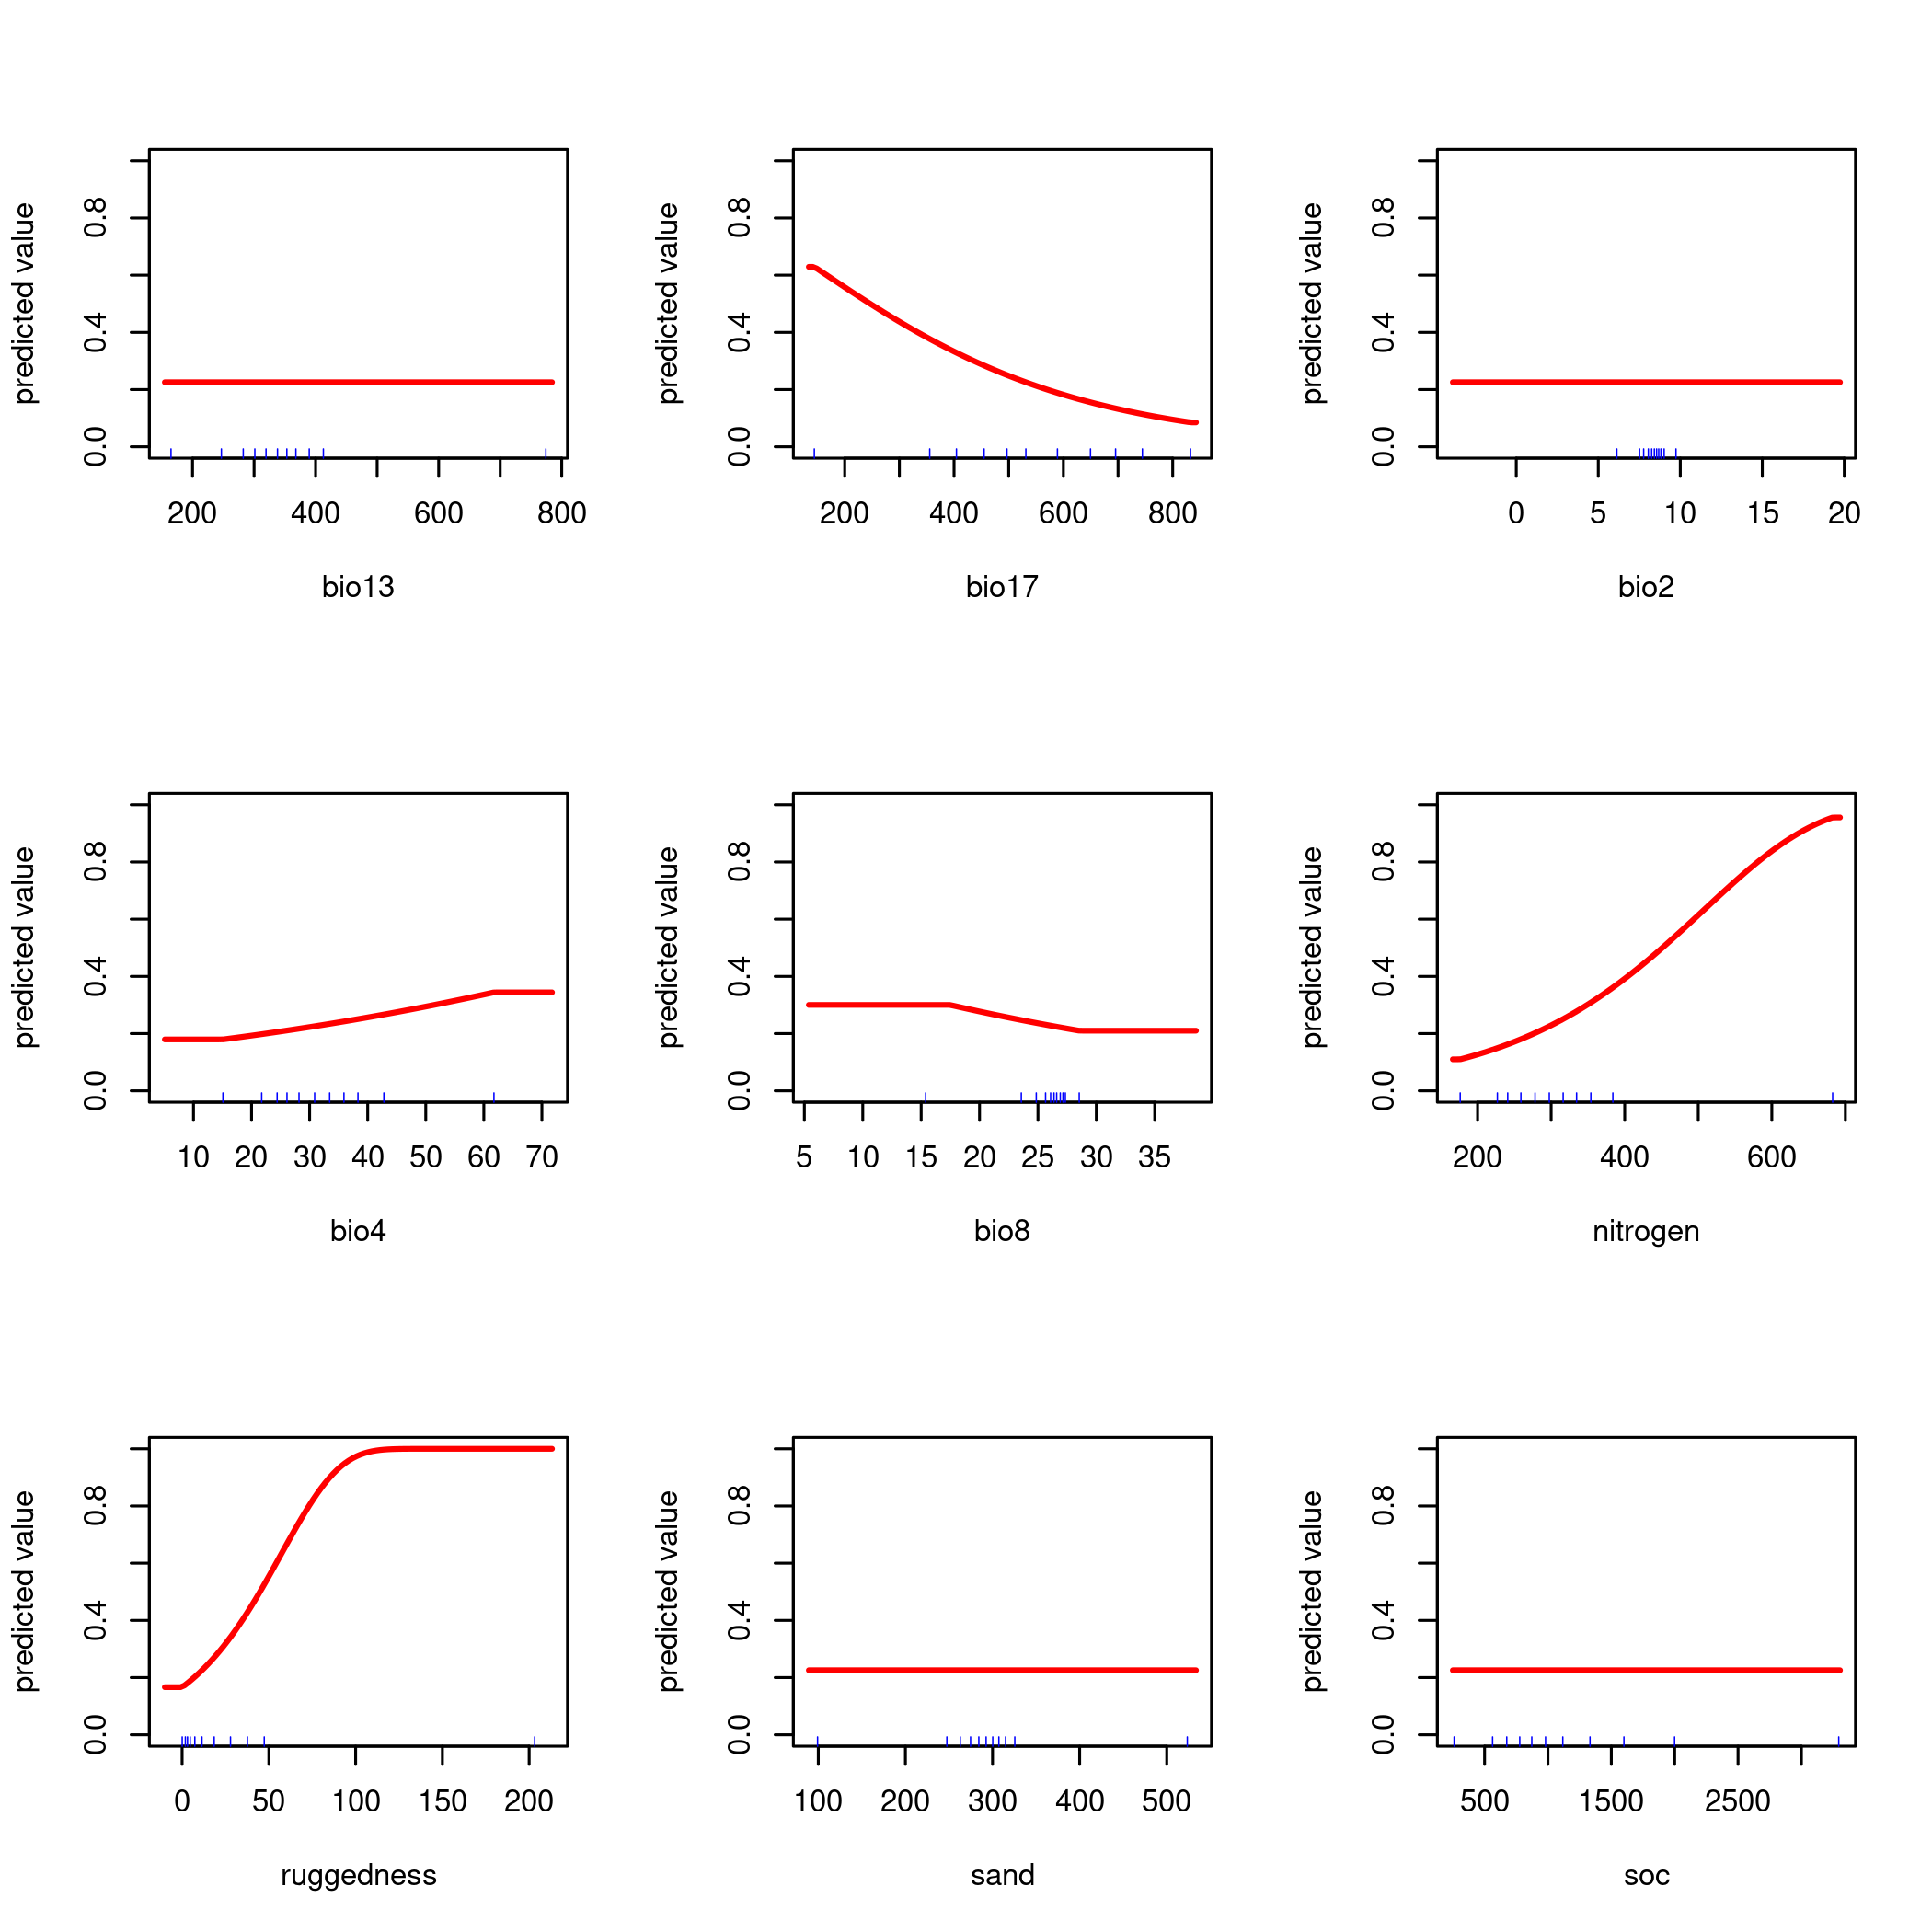 predicted value
0.0 0.4 0.8
200 400 600 800
bio13
predicted value
0.0 0.4 0.8
200 400 600 800
bio17
predicted value
0.0 0.4 0.8
0 5 10 15 20
bio2
predicted value
0.0 0.4 0.8
10 20 30 40 50 60 70
bio4
predicted value
0.0 0.4 0.8
5 10 15 20 25 30 35
bio8
predicted value
0.0 0.4 0.8
200 400 600
nitrogen
predicted value
0.0 0.4 0.8
0 50 100 150 200
ruggedness
predicted value
0.0 0.4 0.8
100 200 300 400 500
sand
predicted value
0.0 0.4 0.8
500 1500 2500
soc